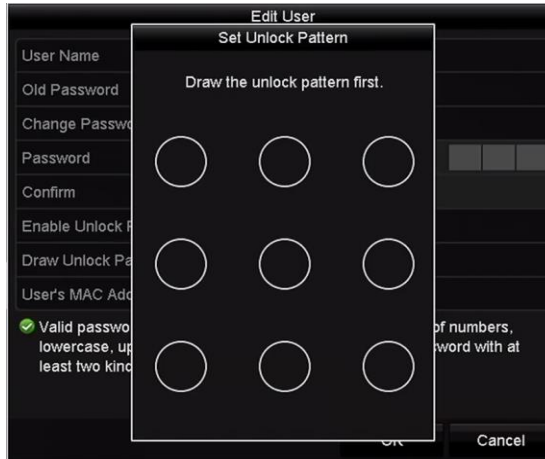 Edit User
Set Unlock Pattern
Draw the unlock pattern first.
User Name
Old Password
Change Passwo
Password
Confirm
Enable Unlock P
Draw Unlock Pa
User's MAC Add
Valid passwo of numbers,
lowercase, up word with at
least two kind
OK Cancel